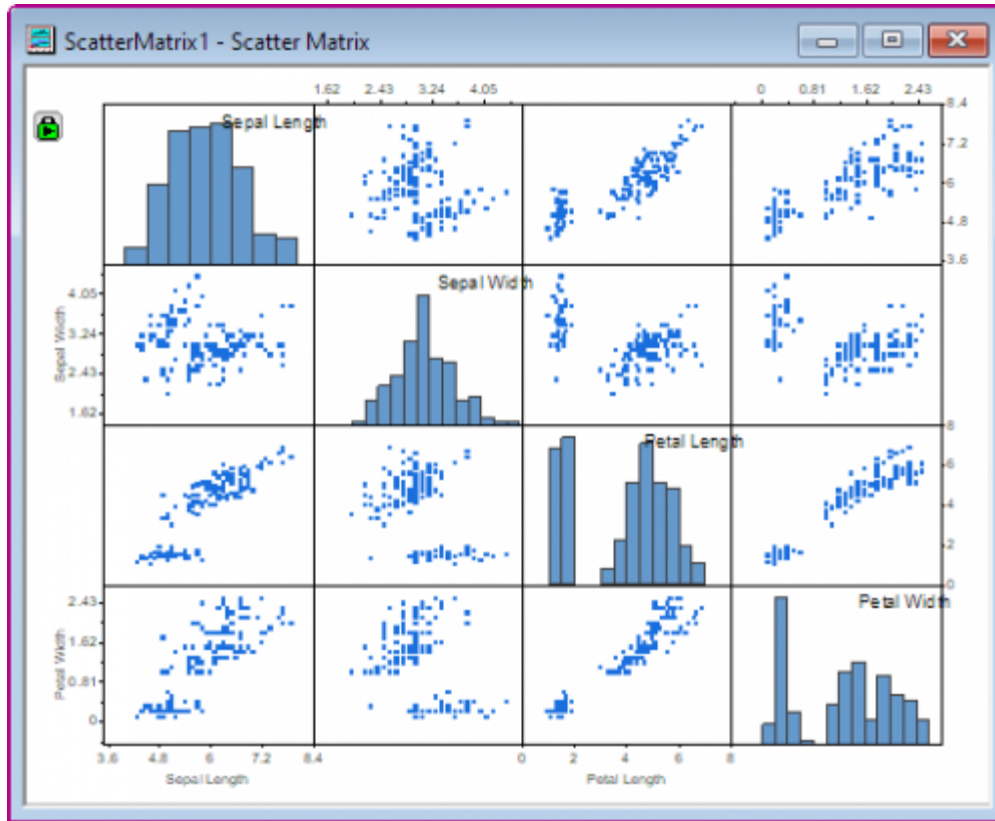 ScatterMatrix1 - Scatter Matrix
1.62 2.43 3.24 4.05 0 0.81 1.62 2.43
Sepal Length
8.4
7.2
6
4.8
3.6
Sepal Width
4.05
3.24
2.43
1.62
Sepal Width
Petal Length
8
6
4
2
0
Petal Width
2.43
1.62
0.81
0
Petal Width
3.6 4.8 6 7.2 8.4 0 2 4 6 8
Sepal Length Petal Length